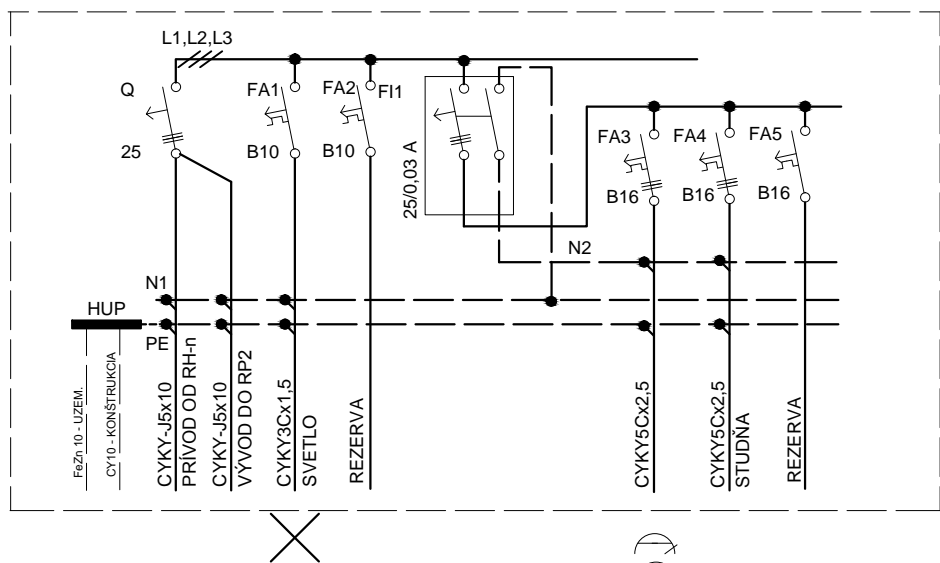 L1,L2,L3
Q
25
FA1
B10
FA2
FI1
B10
25/0,03 A
FA3
B16
FA4
B16
FA5
B16
N2
N1
HUP
PE
FeZn 10 - UZEM.
CY10 - KONŠTRUKCIA
CYKY-J5x10
PRÍVOD OD RH-n
CYKY-J5x10
VÝVOD DO RP2
CYKY3Cx1,5
SVETLO
REZERVA
CYKY5Cx2,5
CYKY5Cx2,5
STUDŇA
REZERVA